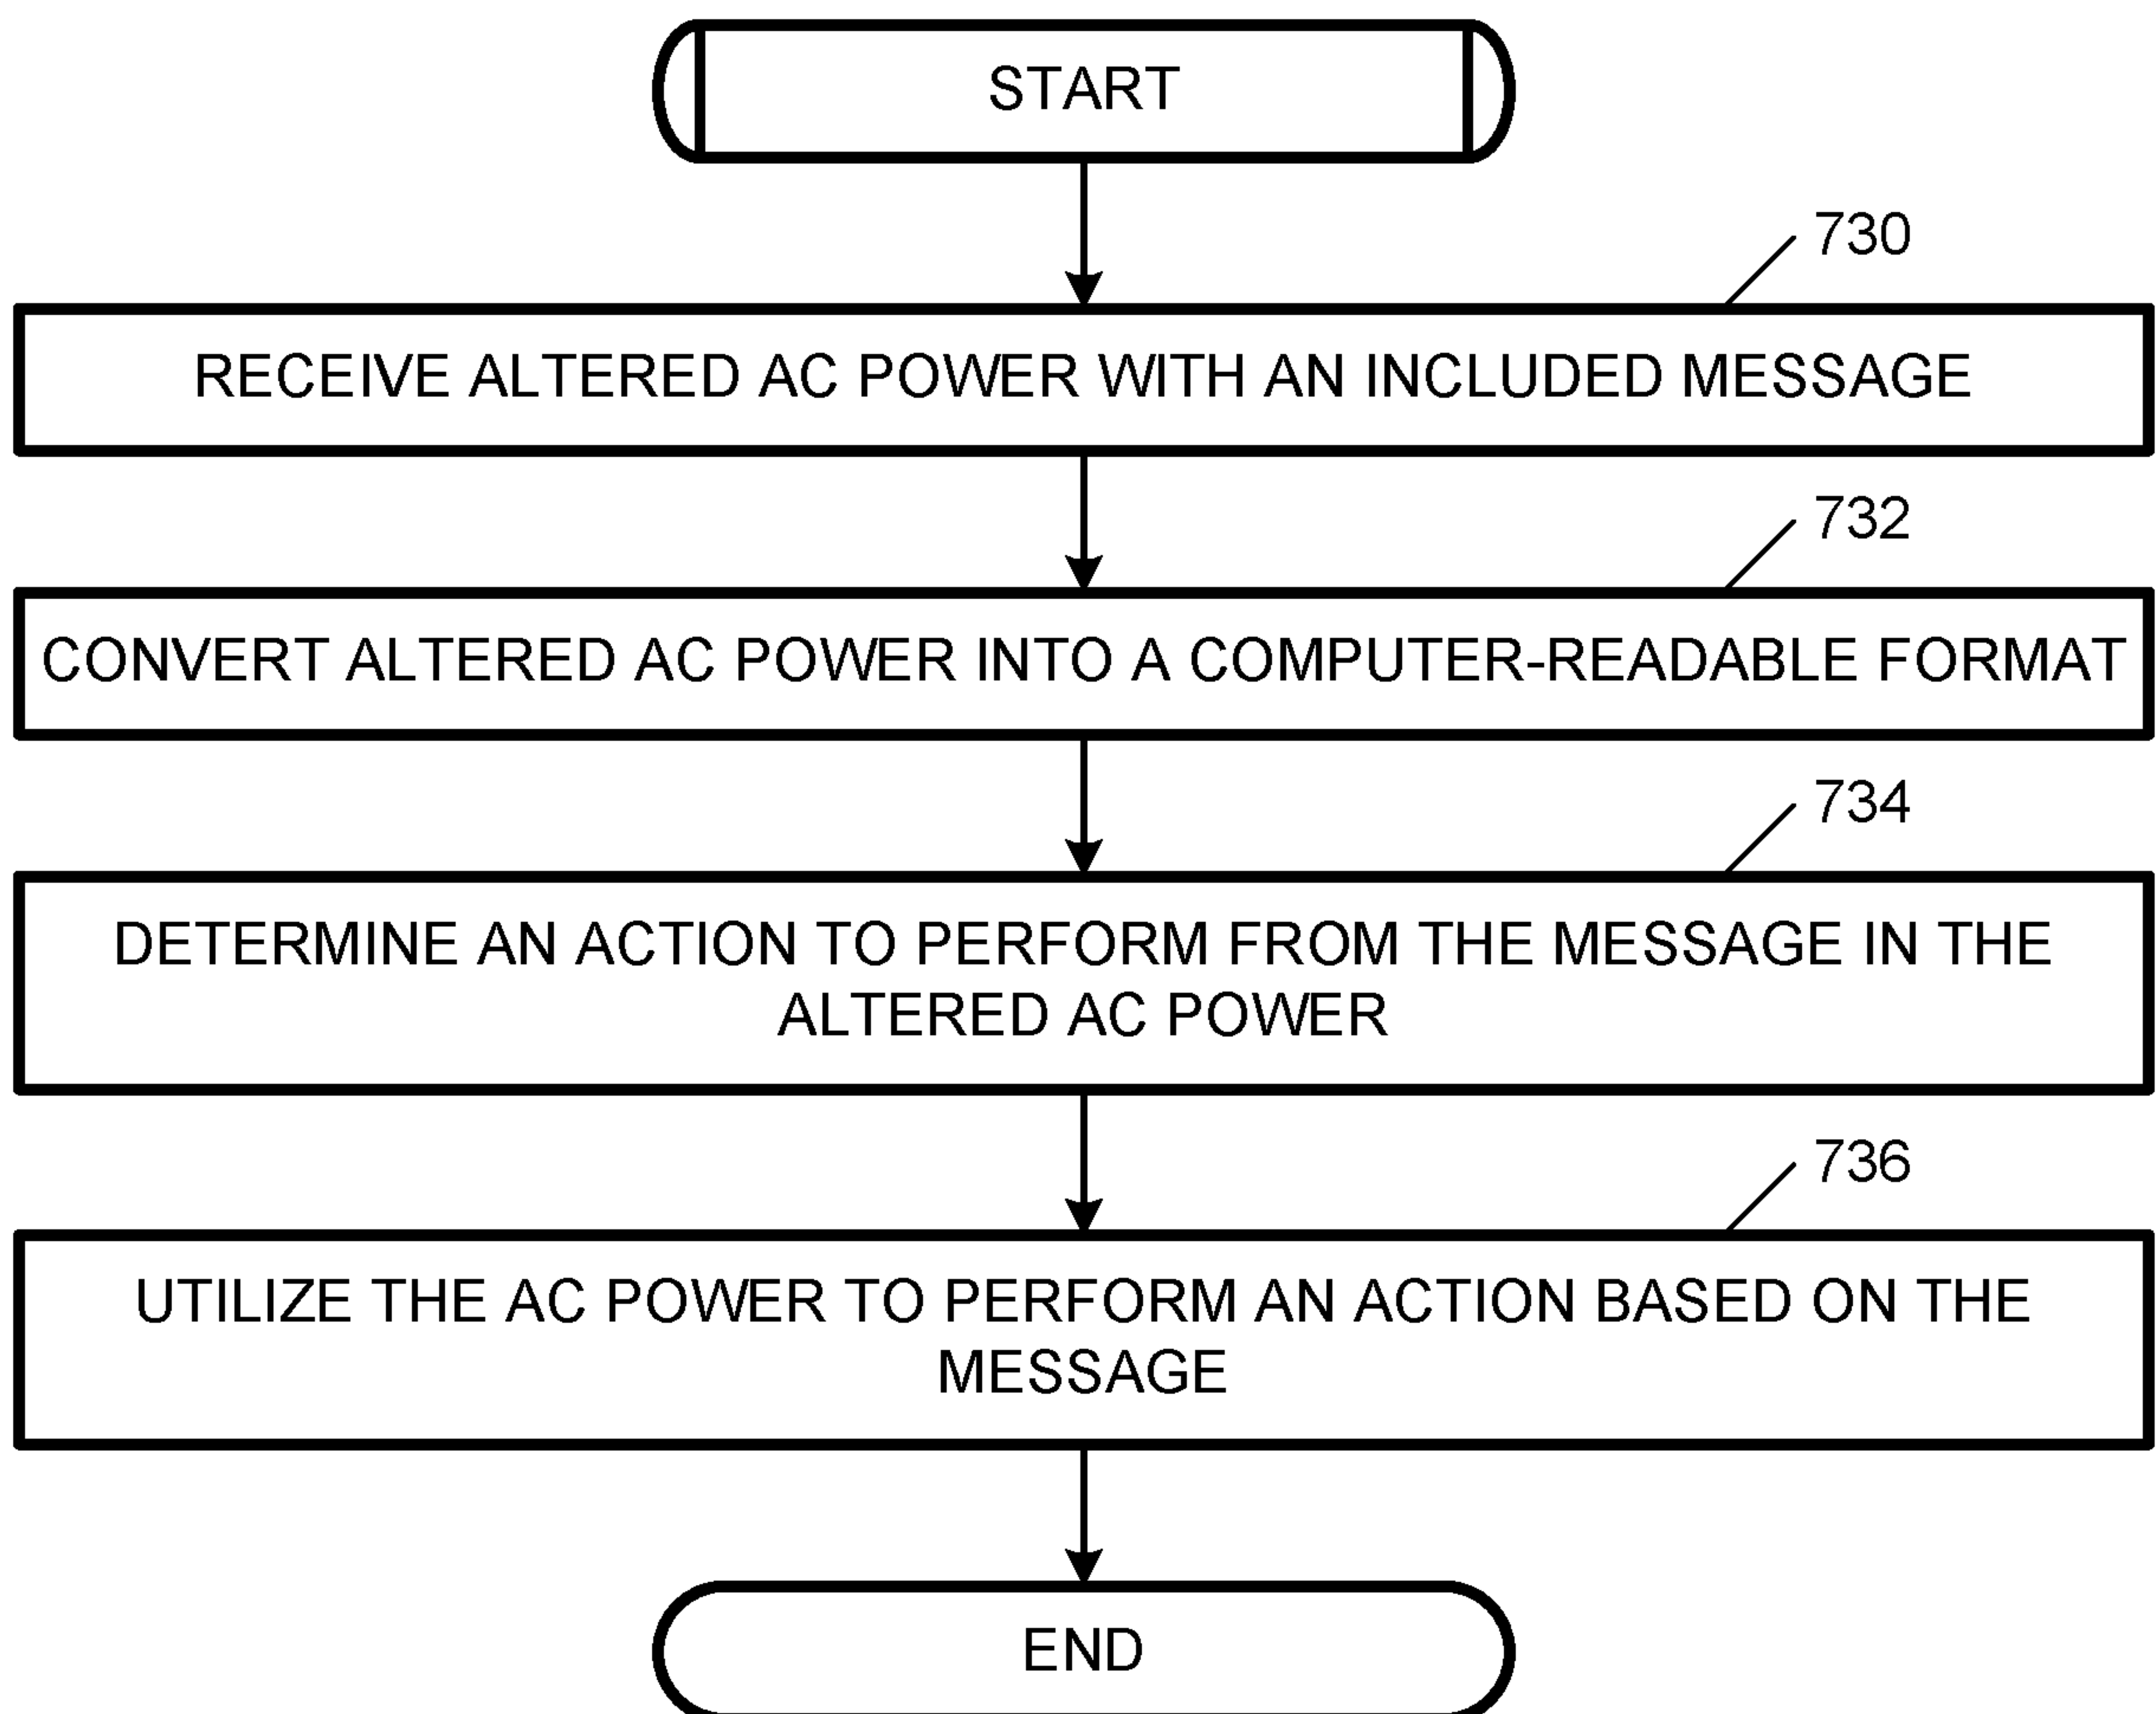 START
730
RECEIVE ALTERED AC POWER WITH AN INCLUDED MESSAGE
732
CONVERT ALTERED AC POWER INTO A COMPUTER-READABLE FORMAT
734
DETERMINE AN ACTION TO PERFORM FROM THE MESSAGE IN THE
ALTERED AC POWER
736
UTILIZE THE AC POWER TO PERFORM AN ACTION BASED ON THE
MESSAGE
END